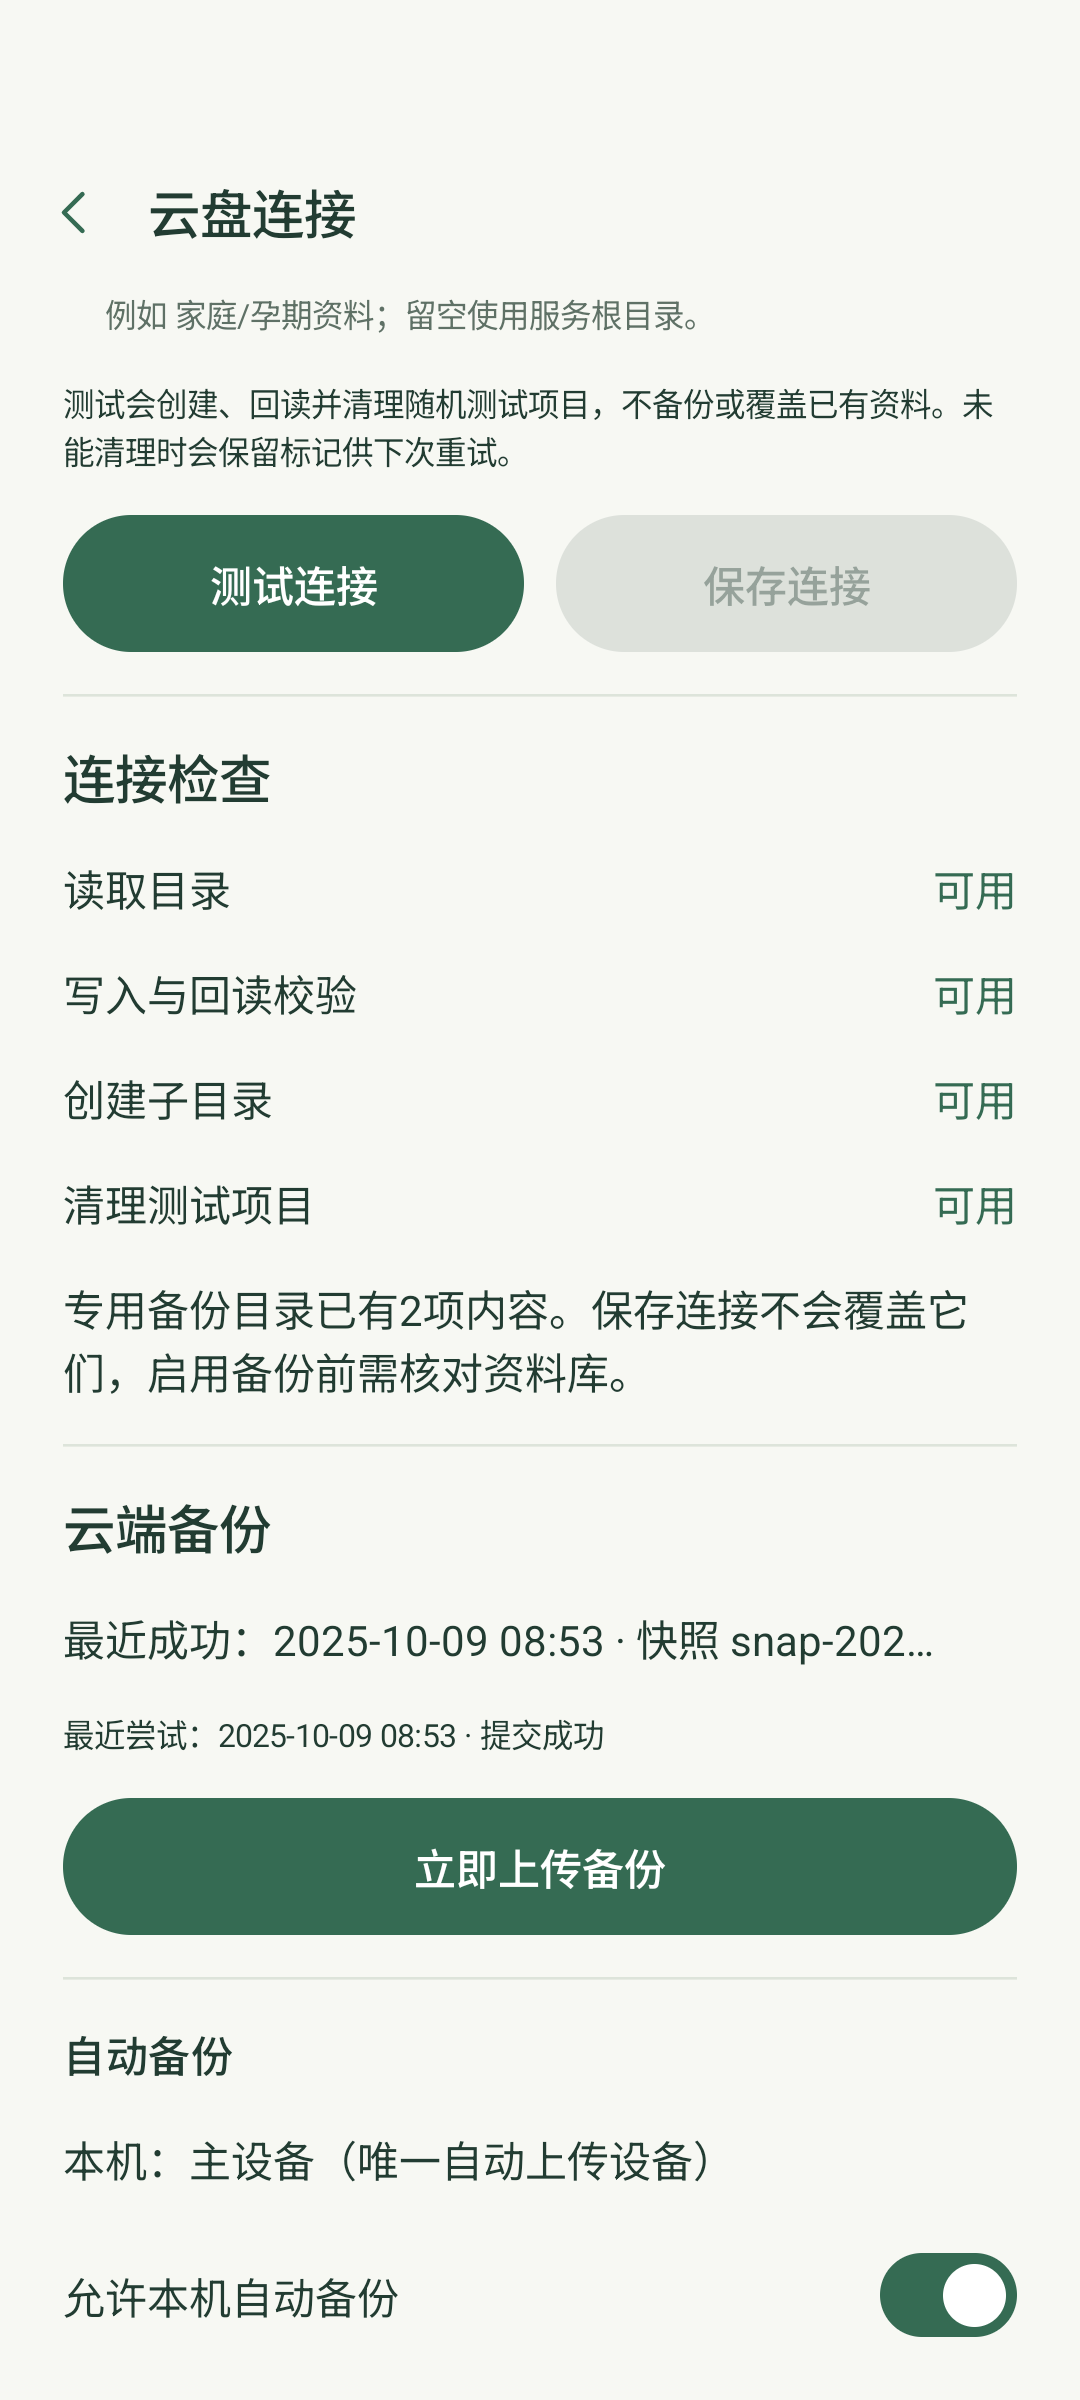 云盘连接
例如 家庭/孕期资料；留空使用服务根目录。
测试会创建、回读并清理随机测试项目，不备份或覆盖已有资料。未
能清理时会保留标记供下次重试。
测试连接
保存连接
连接检查
读取目录 可用
写入与回读校验 可用
创建子目录 可用
清理测试项目 可用
专用备份目录已有2项内容。保存连接不会覆盖它
们，启用备份前需核对资料库。
云端备份
最近成功：2025-10-09 08:53 · 快照 snap-202…
最近尝试：2025-10-09 08:53 · 提交成功
立即上传备份
自动备份
本机：主设备（唯一自动上传设备）
允许本机自动备份